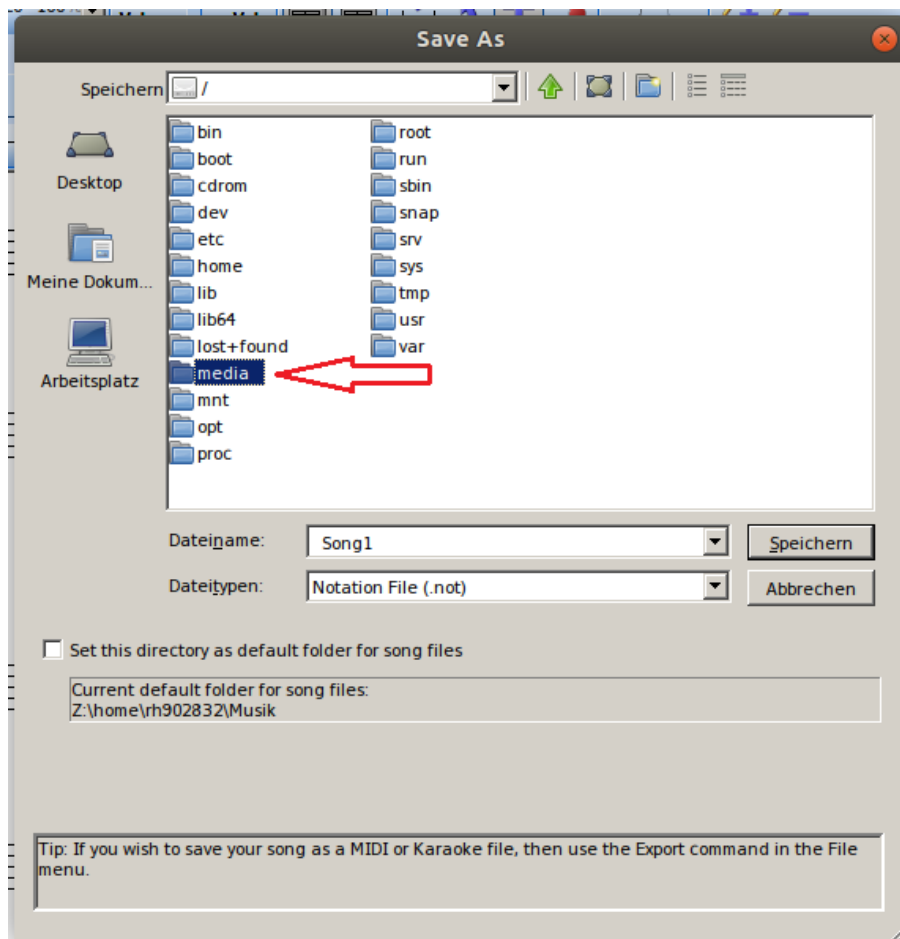 Save As
Speichern
/
Desktop
Meine Dokum...
Arbeitsplatz
bin
boot
cdrom
dev
etc
home
lib
lib64
lost+found
media
mnt
opt
proc
root
run
sbin
snap
srv
sys
tmp
usr
var
Dateiname:
Song1
Speichern
Dateitypen:
Notation File (.not)
Abbrechen
Set this directory as default folder for song files
Current default folder for song files:
Z:\home\rh902832\Musik
Tip: If you wish to save your song as a MIDI or Karaoke file, then use the Export command in the File
menu.